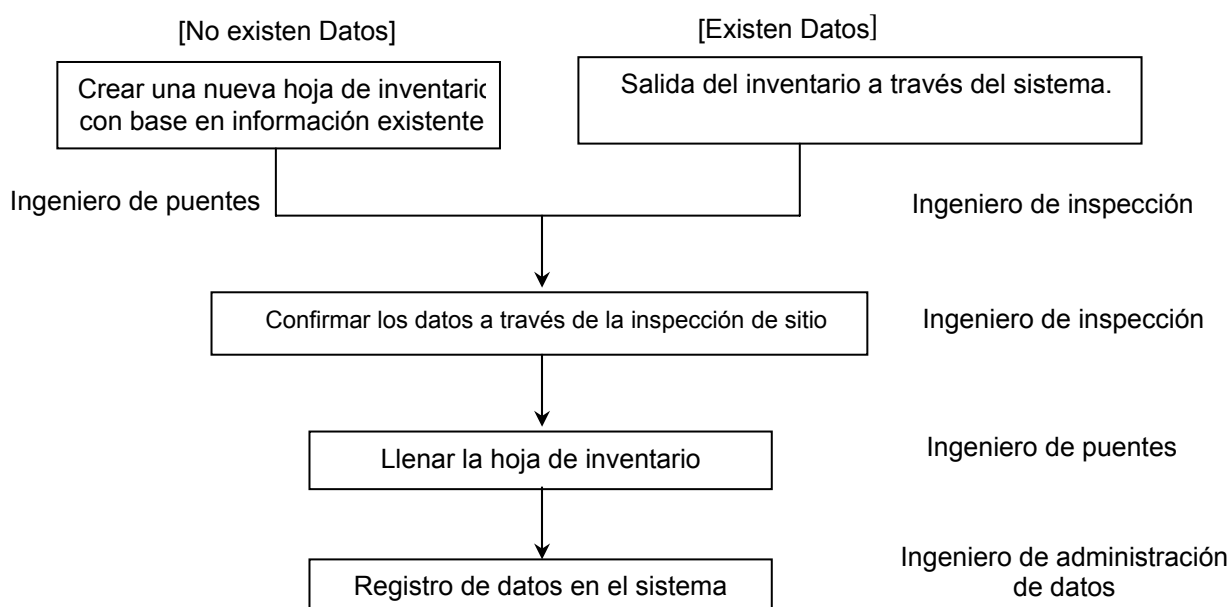 [No existen Datos]
[Existen Datos]
Crear una nueva hoja de inventario
con base en información existente
Salida del inventario a través del sistema.
Ingeniero de puentes
Ingeniero de inspección
Confirmar los datos a través de la inspección de sitio
Ingeniero de inspección
Llenar la hoja de inventario
Ingeniero de puentes
Registro de datos en el sistema
Ingeniero de administración
de datos